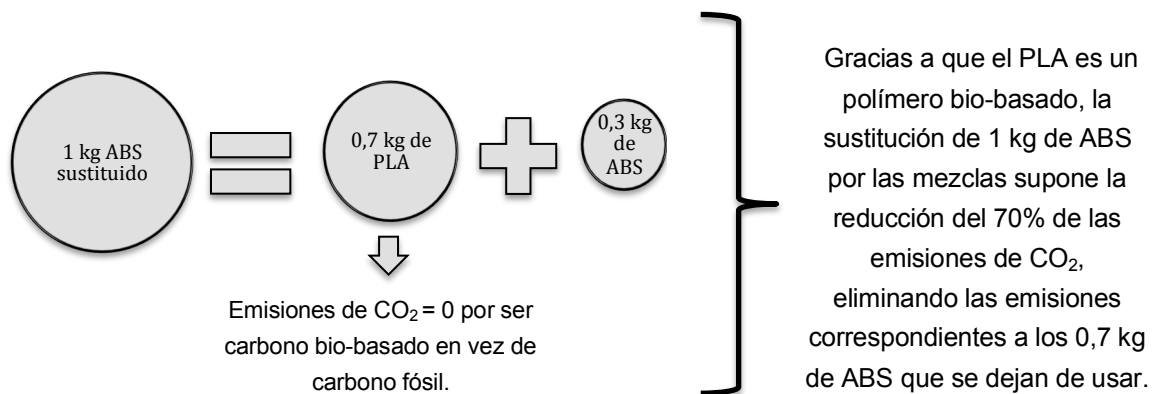 1 kg ABS
sustituido
0,7 kg de
PLA
0,3 kg
de
ABS
Emisiones de CO₂ = 0 por ser
carbono bio-basado en vez de
carbono fósil.
Gracias a que el PLA es un
polímero bio-basado, la
sustitución de 1 kg de ABS
por las mezclas supone la
reducción del 70% de las
emisiones de CO₂,
eliminando las emisiones
correspondientes a los 0,7 kg
de ABS que se dejan de usar.